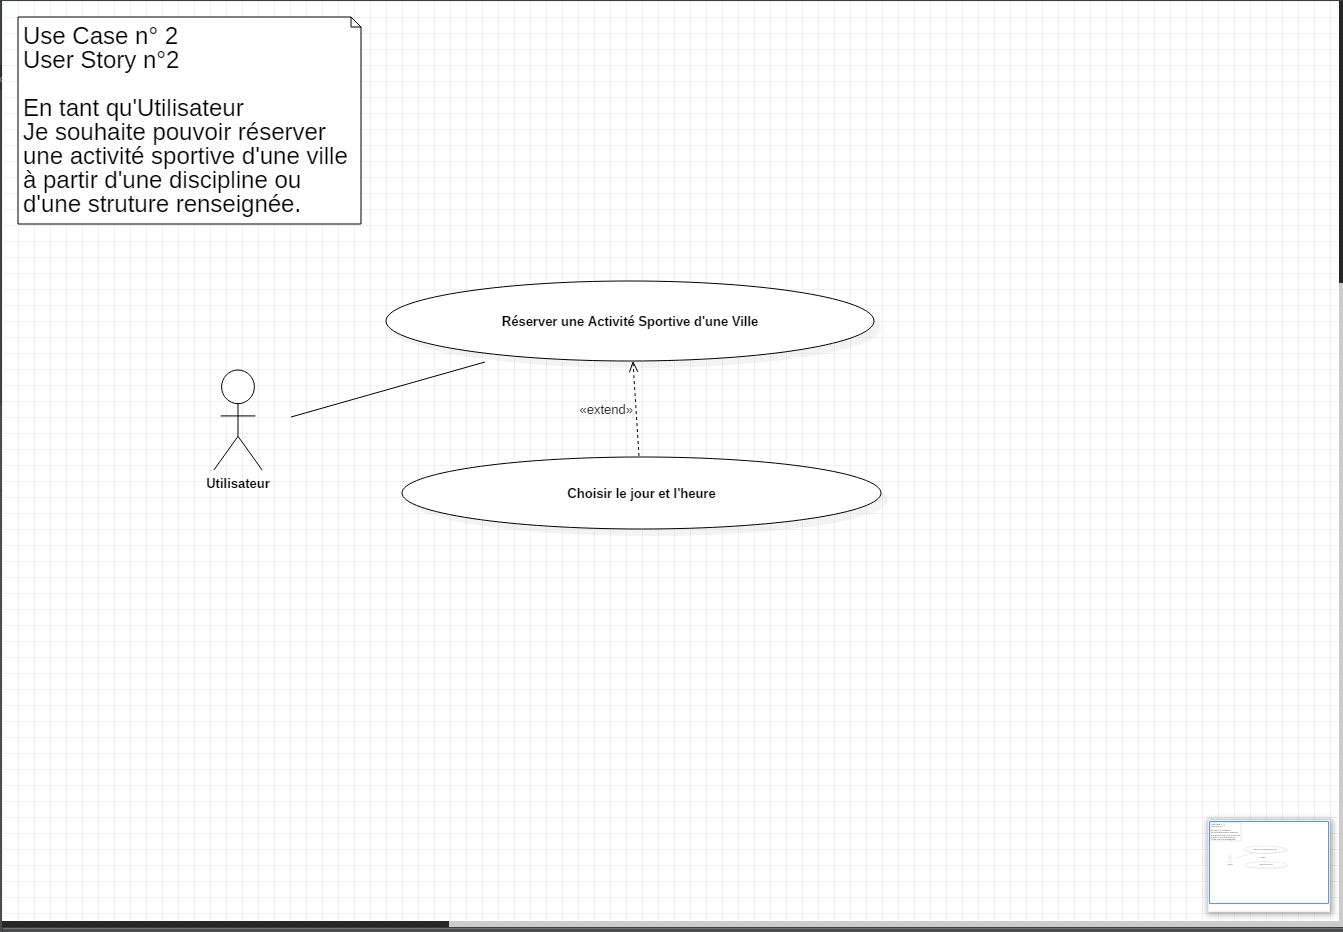 Use Case n° 2
User Story n°2
En tant qu'Utilisateur
Je souhaite pouvoir réserver
une activité sportive d'une ville
à partir d'une discipline ou
d'une struture renseignée.
Réserver une Activité Sportive d'une Ville
«extend»
Utilisateur
Choisir le jour et l'heure